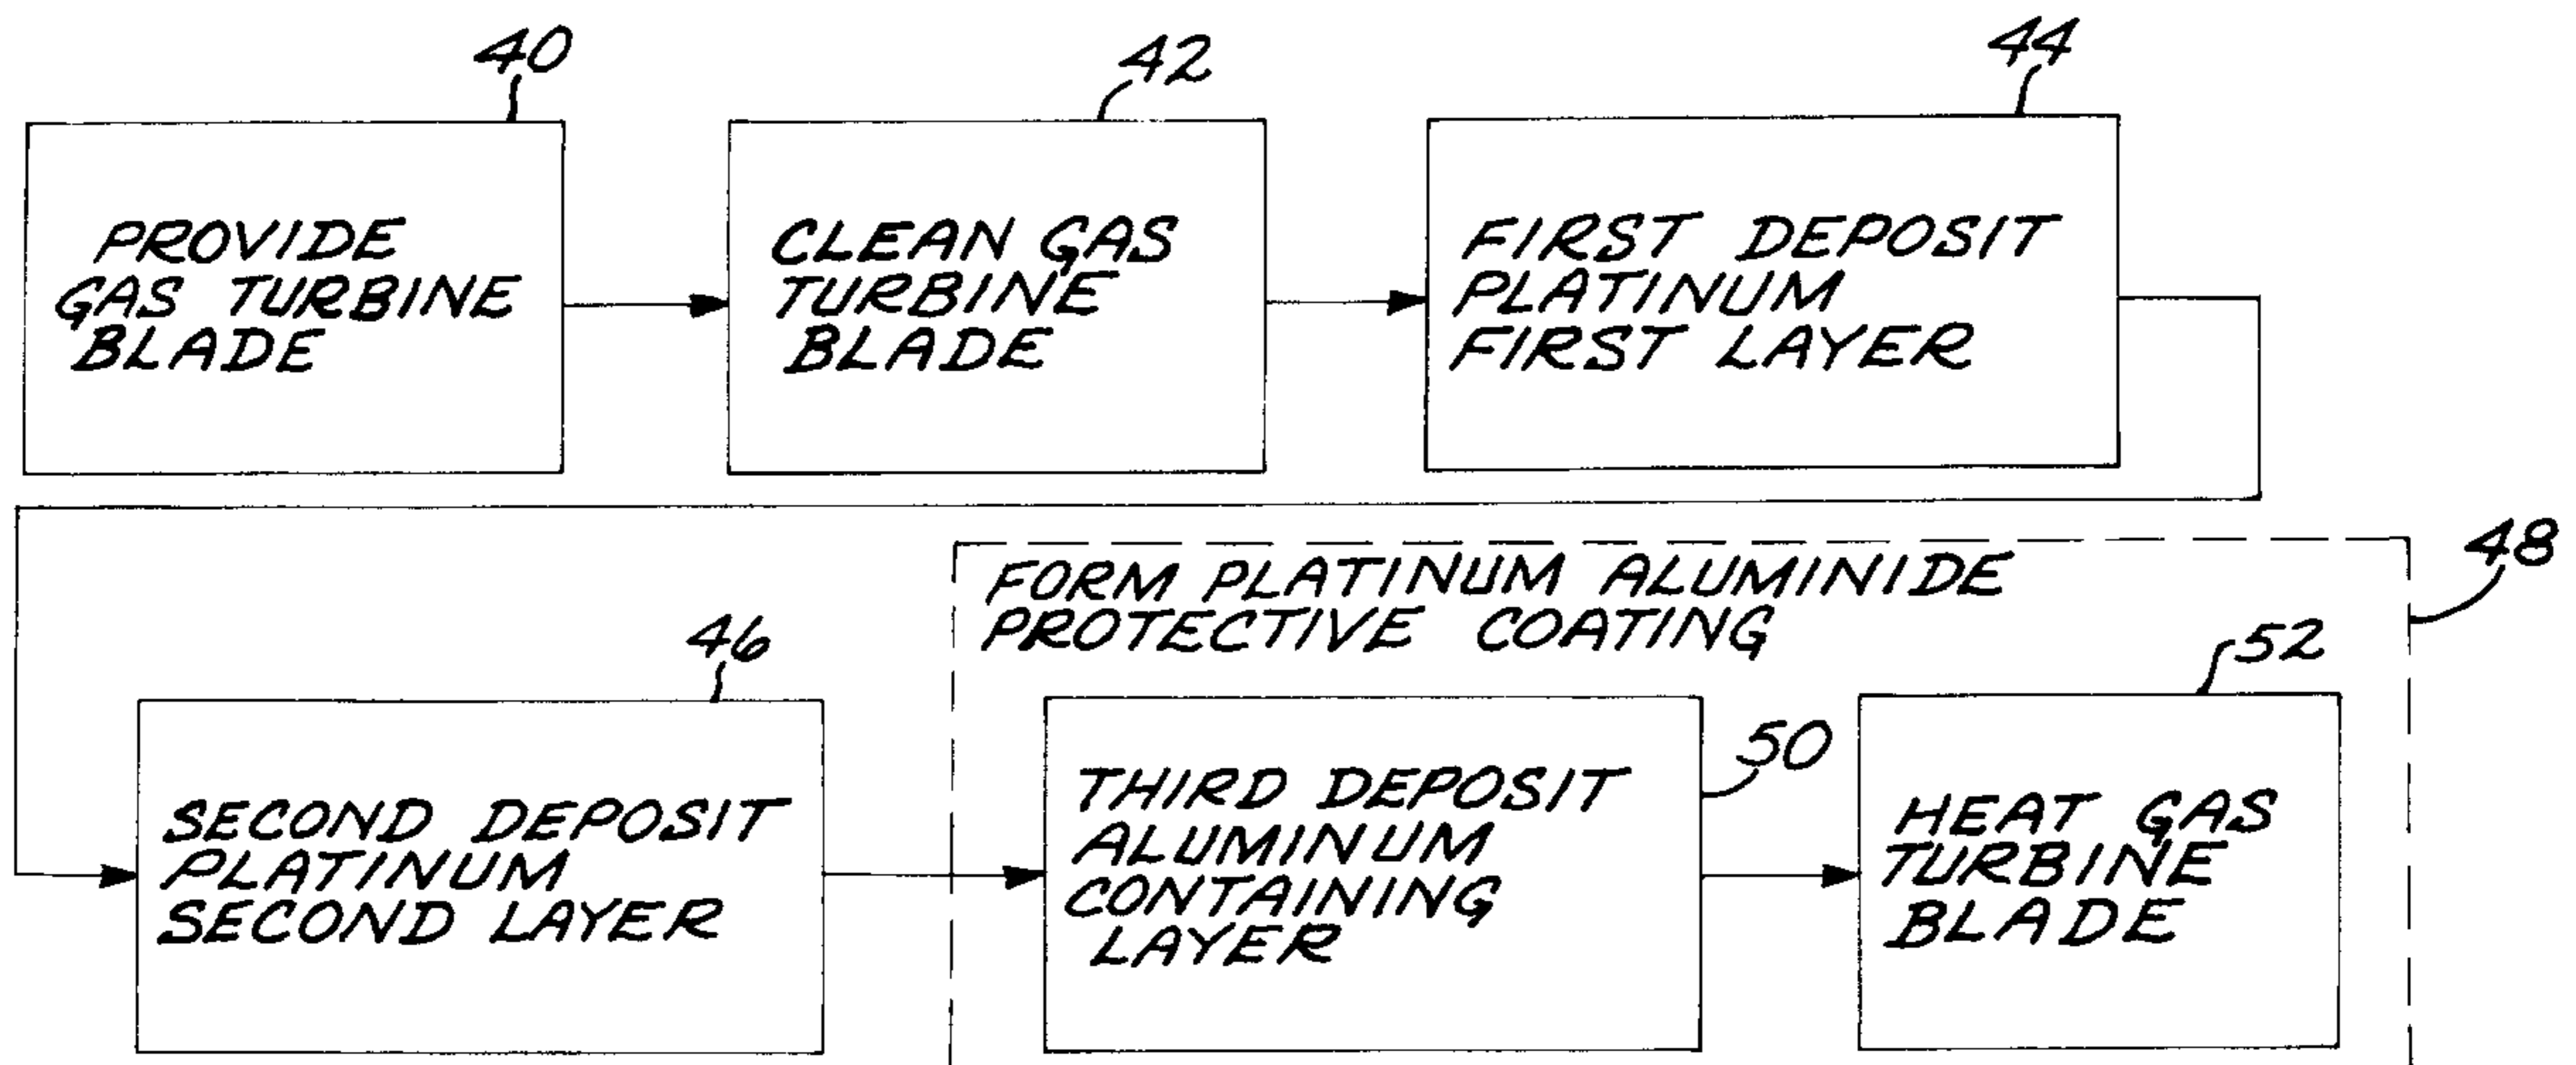 40
PROVIDE
GAS TURBINE
BLADE
42
CLEAN GAS
TURBINE
BLADE
44
FIRST DEPOSIT
PLATINUM
FIRST LAYER
46
SECOND DEPOSIT
PLATINUM
SECOND LAYER
48
FORM PLATINUM ALUMINIDE
PROTECTIVE COATING
50
THIRD DEPOSIT
ALUMINUM
CONTAINING
LAYER
52
HEAT GAS
TURBINE
BLADE